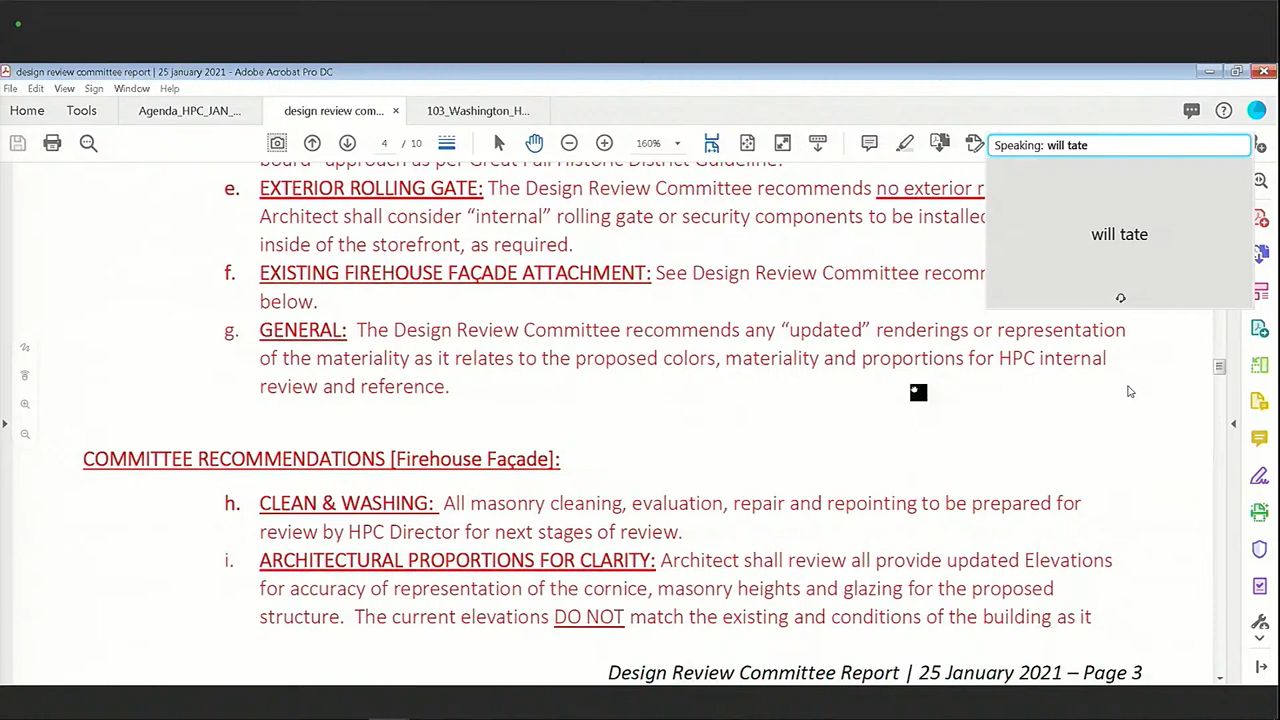 design review committee report | 25 january 2021 - Adobe Acrobat Pro DC
File Edit View Sign Window Help
Home Tools Agenda_HPC_JAN_... design review com... × 103_Washington_H...
4 / 10 160%
Speaking: will tate
will tate
board" approach as per Great Fall Historic District Guideline.
e. EXTERIOR ROLLING GATE: The Design Review Committee recommends no exterior r
Architect shall consider “internal” rolling gate or security components to be installed
inside of the storefront, as required.
f. EXISTING FIREHOUSE FAÇADE ATTACHMENT: See Design Review Committee recomm
below.
g. GENERAL: The Design Review Committee recommends any “updated” renderings or representation
of the materiality as it relates to the proposed colors, materiality and proportions for HPC internal
review and reference.
COMMITTEE RECOMMENDATIONS [Firehouse Façade]:
h. CLEAN & WASHING: All masonry cleaning, evaluation, repair and repointing to be prepared for
review by HPC Director for next stages of review.
i. ARCHITECTURAL PROPORTIONS FOR CLARITY: Architect shall review all provide updated Elevations
for accuracy of representation of the cornice, masonry heights and glazing for the proposed
structure. The current elevations DO NOT match the existing and conditions of the building as it
Design Review Committee Report | 25 January 2021 – Page 3